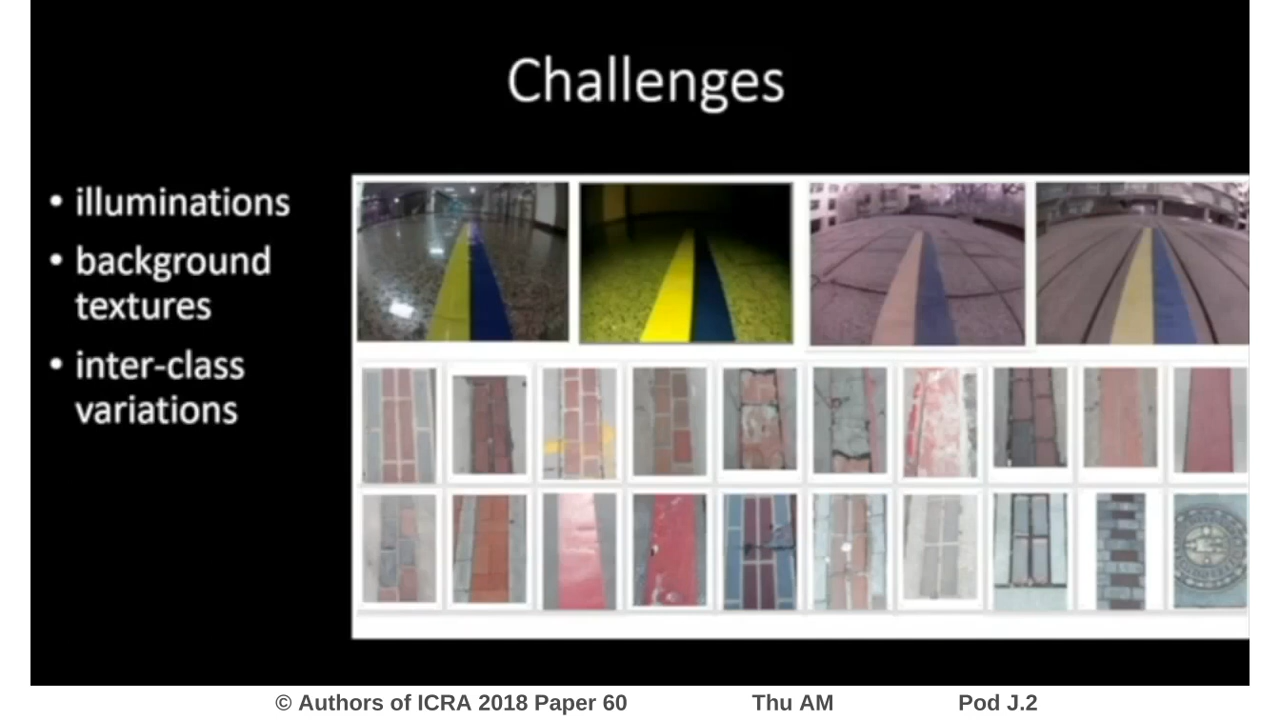 Challenges
• illuminations
• background
textures
• inter-class
variations
© Authors of ICRA 2018 Paper 60 Thu AM Pod J.2